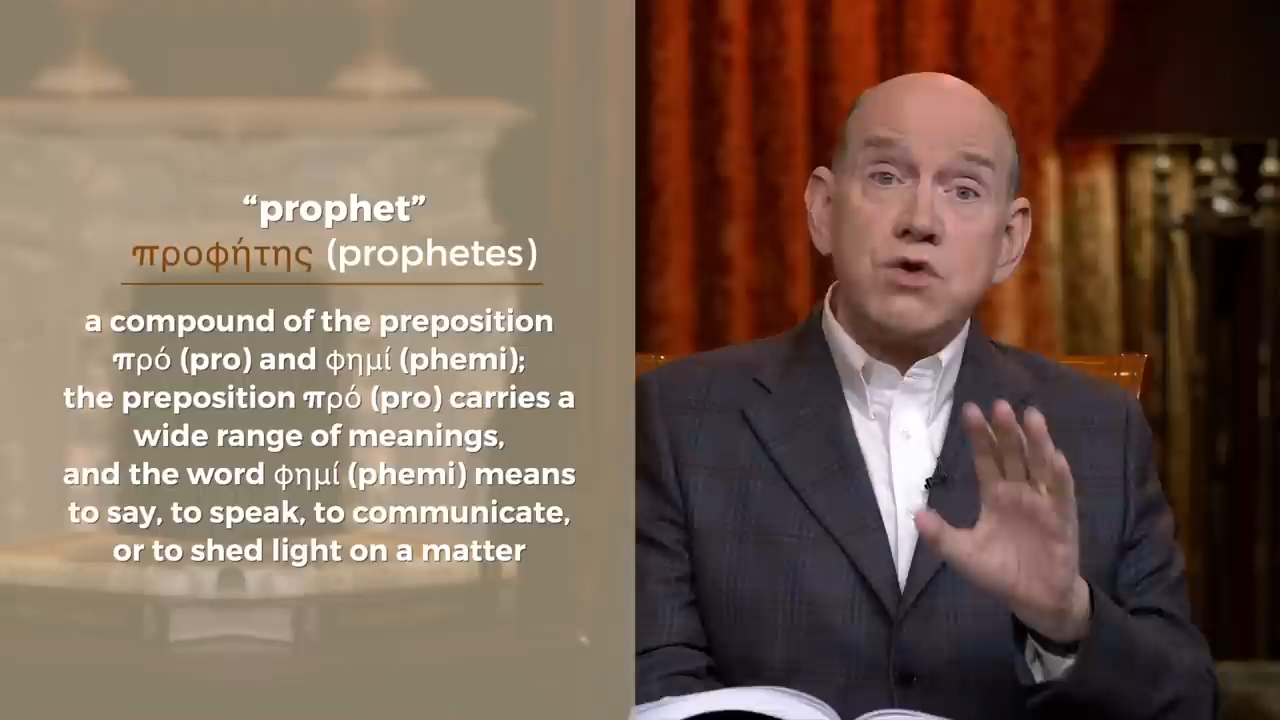 “prophet”
προφήτης (prophetes)
a compound of the preposition
πρό (pro) and φημί (phemi);
the preposition πρό (pro) carries a
wide range of meanings,
and the word φημί (phemi) means
to say, to speak, to communicate,
or to shed light on a matter